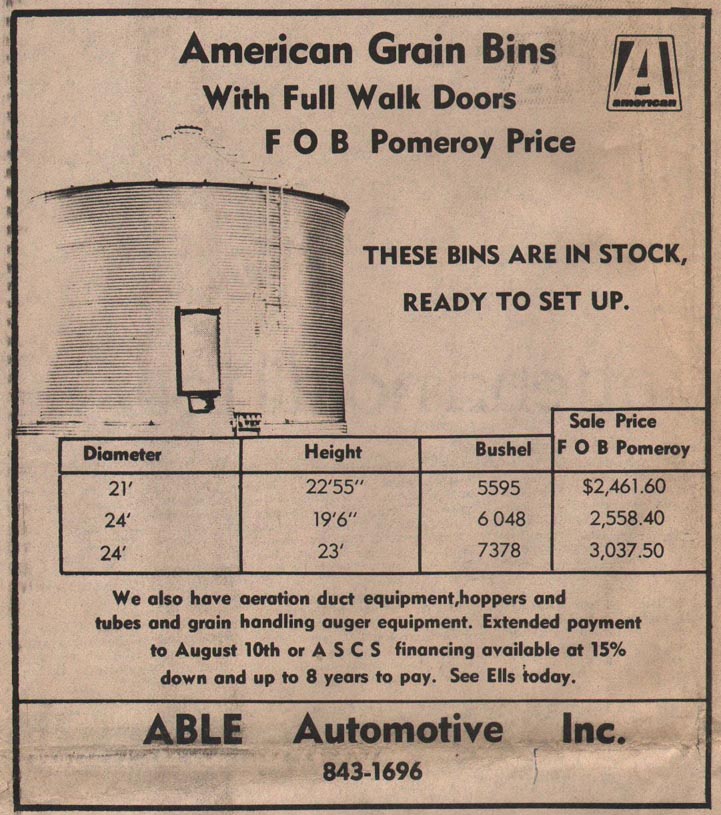 American Grain Bins
With Full Walk Doors
F O B Pomeroy Price
A
american
THESE BINS ARE IN STOCK,
READY TO SET UP.
Diameter Height Bushel Sale Price F O B Pomeroy
21' 22'55" 5595 $2,461.60
24' 19'6" 6 048 2,558.40
24' 23' 7378 3,037.50
We also have aeration duct equipment,hoppers and
tubes and grain handling auger equipment. Extended payment
to August 10th or A S C S financing available at 15%
down and up to 8 years to pay. See Ells today.
ABLE Automotive Inc.
843-1696